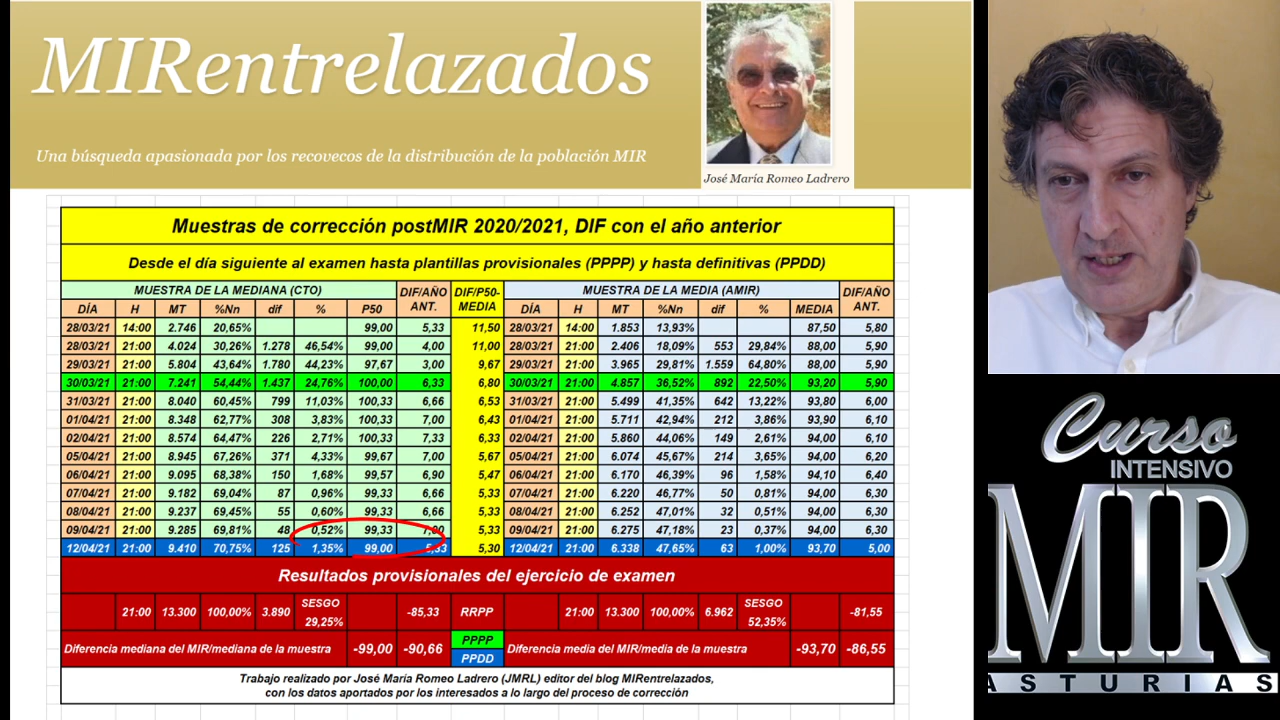 MIRentrelazados
Una búsqueda apasionada por los recovecos de la distribución de la población MIR
José María Romeo Ladrero
Muestras de corrección postMIR 2020/2021, DIF con el año anterior
Desde el día siguiente al examen hasta plantillas provisionales (PPPP) y hasta definitivas (PPDD)
MUESTRA DE LA MEDIANA (CTO) DIF/AÑO ANT. DIF/P50-MEDIA MUESTRA DE LA MEDIA (AMIR) DIF/AÑO ANT.
DÍA H MT %Nn dif % P50 DÍA H MT %Nn dif % MEDIA
28/03/21 14:00 2.746 20,65% 99,00 5,33 11,50 28/03/21 14:00 1.853 13,93% 87,50 5,80
28/03/21 21:00 4.024 30,26% 1.278 46,54% 99,00 4,00 11,00 28/03/21 21:00 2.406 18,09% 553 29,84% 88,00 5,90
29/03/21 21:00 5.804 43,64% 1.780 44,23% 97,67 3,00 9,67 29/03/21 21:00 3.965 29,81% 1.559 64,80% 88,00 5,90
30/03/21 21:00 7.241 54,44% 1.437 24,76% 100,00 6,33 6,80 30/03/21 21:00 4.857 36,52% 892 22,50% 93,20 5,90
31/03/21 21:00 8.040 60,45% 799 11,03% 100,33 6,66 6,53 31/03/21 21:00 5.499 41,35% 642 13,22% 93,80 6,00
01/04/21 21:00 8.348 62,77% 308 3,83% 100,33 7,00 6,43 01/04/21 21:00 5.711 42,94% 212 3,86% 93,90 6,10
02/04/21 21:00 8.574 64,47% 226 2,71% 100,33 7,33 6,33 02/04/21 21:00 5.860 44,06% 149 2,61% 94,00 6,10
05/04/21 21:00 8.945 67,26% 371 4,33% 99,67 7,00 5,67 05/04/21 21:00 6.074 45,67% 214 3,65% 94,00 6,20
06/04/21 21:00 9.095 68,38% 150 1,68% 99,57 6,90 5,47 06/04/21 21:00 6.170 46,39% 96 1,58% 94,10 6,40
07/04/21 21:00 9.182 69,04% 87 0,96% 99,33 6,66 5,33 07/04/21 21:00 6.220 46,77% 50 0,81% 94,00 6,30
08/04/21 21:00 9.237 69,45% 55 0,60% 99,33 6,66 5,33 08/04/21 21:00 6.252 47,01% 32 0,51% 94,00 6,30
09/04/21 21:00 9.285 69,81% 48 0,52% 99,33 7,00 5,33 09/04/21 21:00 6.275 47,18% 23 0,37% 94,00 6,30
12/04/21 21:00 9.410 70,75% 125 1,35% 99,00 5,33 5,30 12/04/21 21:00 6.338 47,65% 63 1,00% 93,70 5,00
Resultados provisionales del ejercicio de examen
21:00 13.300 100,00% 3.890 SESGO 29,25% -85,33 RRPP 21:00 13.300 100,00% 6.962 SESGO 52,35% -81,55
Diferencia mediana del MIR/mediana de la muestra -99,00 -90,66 PPPP PPDD Diferencia media del MIR/media de la muestra -93,70 -86,55
Trabajo realizado por José María Romeo Ladrero (JMRL) editor del blog MIRentrelazados,
con los datos aportados por los interesados a lo largo del proceso de corrección
Curso
INTENSIVO
MIR
ASTURIAS